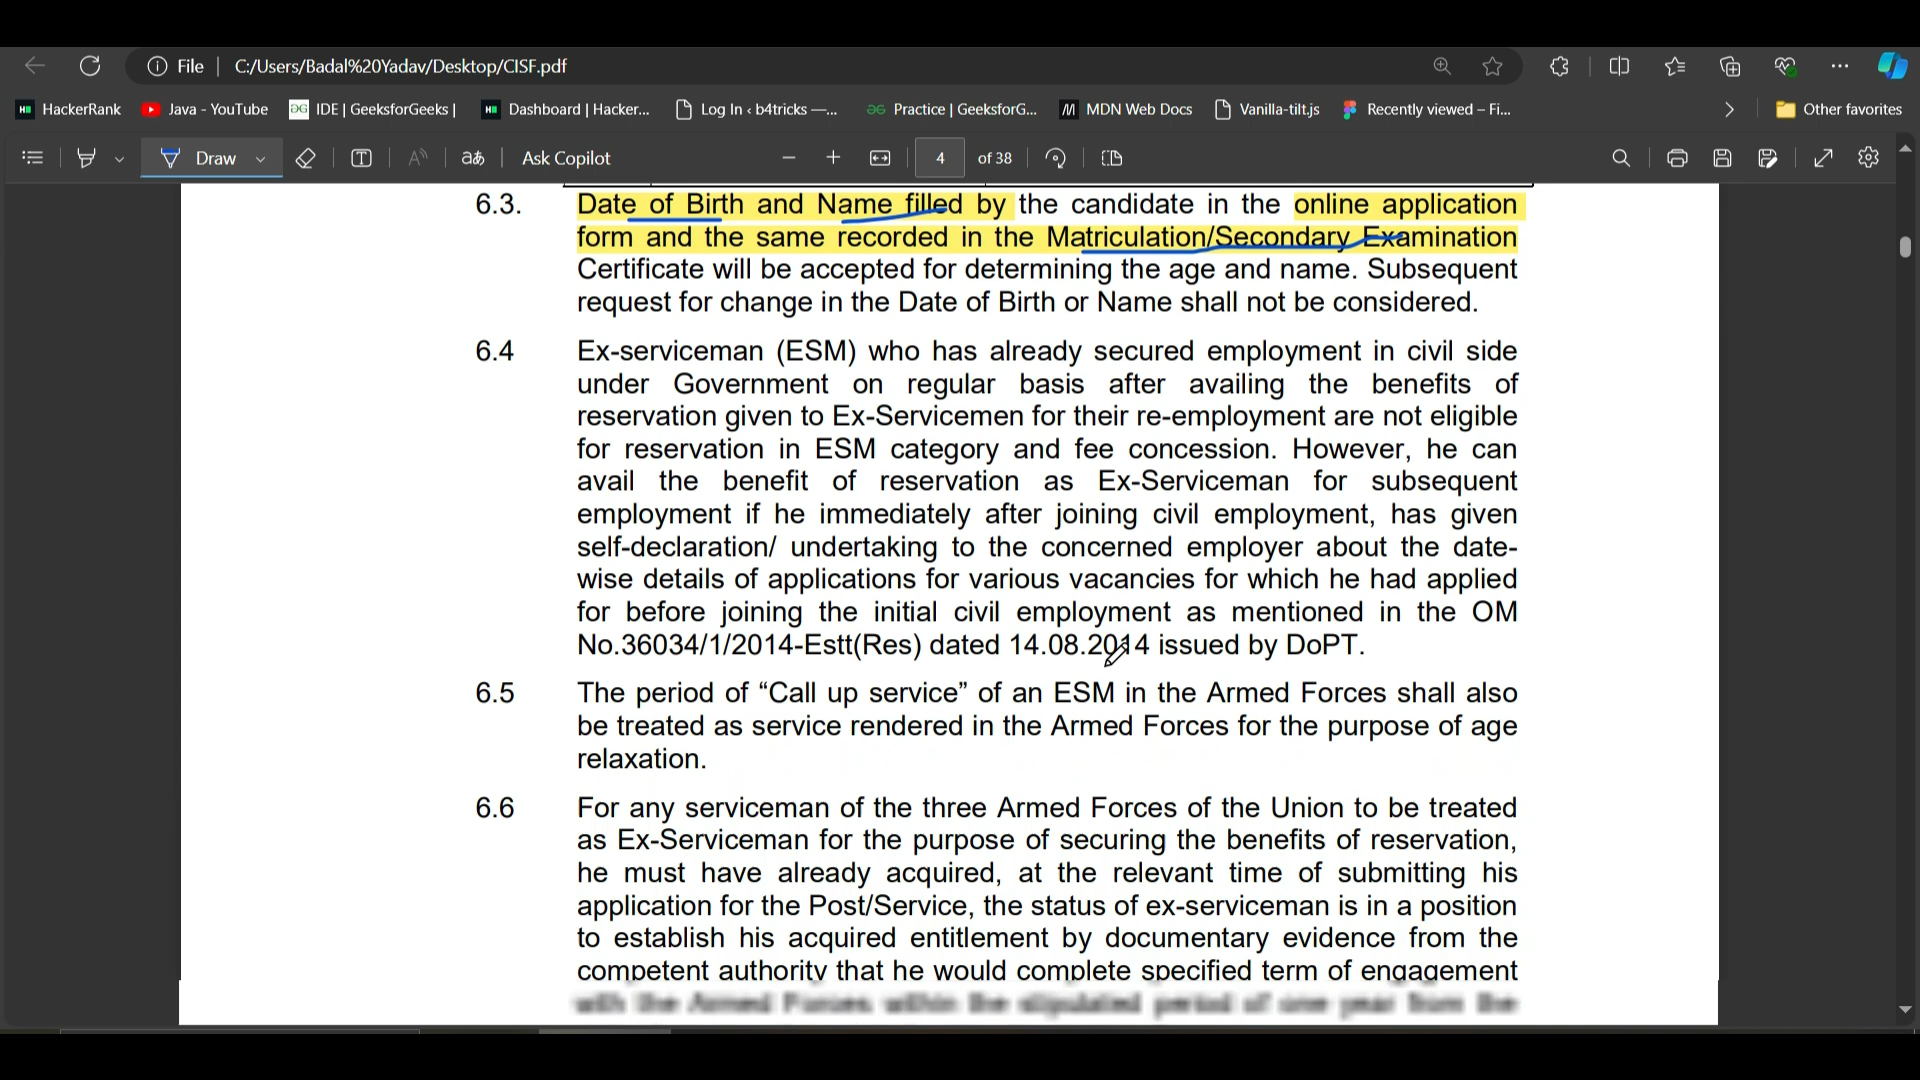 File C:/Users/Badal%20Yadav/Desktop/CISF.pdf
HackerRank Java - YouTube IDE | GeeksforGeeks | Dashboard | Hacker... Log In ‹ b4tricks —... Practice | GeeksforG... MDN Web Docs Vanilla-tilt.js Recently viewed – Fi... Other favorites
Draw aあ Ask Copilot 4 of 38
6.3. Date of Birth and Name filled by the candidate in the online application
form and the same recorded in the Matriculation/Secondary Examination
Certificate will be accepted for determining the age and name. Subsequent
request for change in the Date of Birth or Name shall not be considered.
6.4 Ex-serviceman (ESM) who has already secured employment in civil side
under Government on regular basis after availing the benefits of
reservation given to Ex-Servicemen for their re-employment are not eligible
for reservation in ESM category and fee concession. However, he can
avail the benefit of reservation as Ex-Serviceman for subsequent
employment if he immediately after joining civil employment, has given
self-declaration/ undertaking to the concerned employer about the date-
wise details of applications for various vacancies for which he had applied
for before joining the initial civil employment as mentioned in the OM
No.36034/1/2014-Estt(Res) dated 14.08.2014 issued by DoPT.
6.5 The period of “Call up service” of an ESM in the Armed Forces shall also
be treated as service rendered in the Armed Forces for the purpose of age
relaxation.
6.6 For any serviceman of the three Armed Forces of the Union to be treated
as Ex-Serviceman for the purpose of securing the benefits of reservation,
he must have already acquired, at the relevant time of submitting his
application for the Post/Service, the status of ex-serviceman is in a position
to establish his acquired entitlement by documentary evidence from the
competent authority that he would complete specified term of engagement
with the Armed Forces within the stipulated period of one year from the